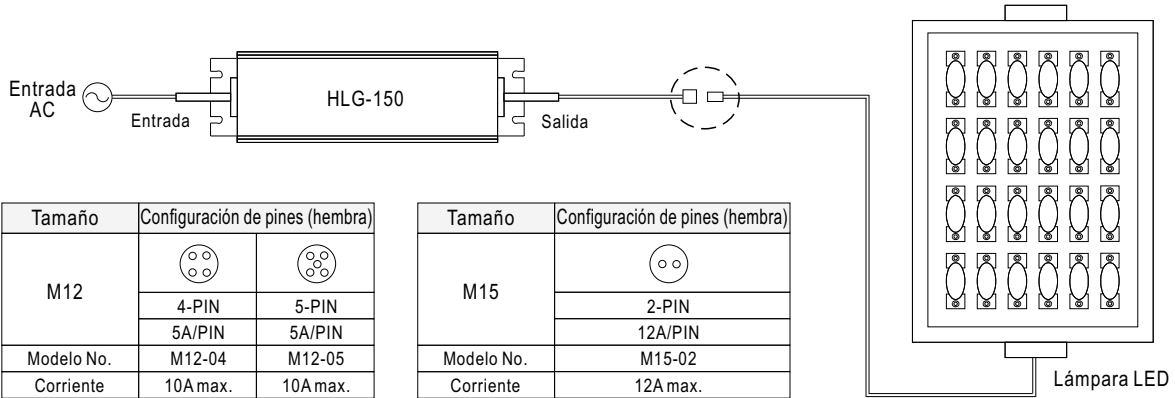 Entrada
AC
Entrada
HLG-150
Salida
Tamaño Configuración de pines (hembra)
M12
4-PIN 5-PIN
5A/PIN 5A/PIN
Modelo No. M12-04 M12-05
Corriente 10A max. 10A max.
Tamaño Configuración de pines (hembra)
M15
2-PIN
12A/PIN
Modelo No. M15-02
Corriente 12A max.
Lámpara LED